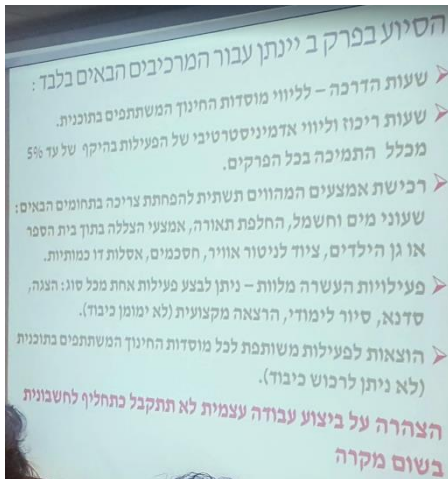 הסיוע בפרק ב יינתן עבור המרכיבים הבאים בלבד:
שעות הדרכה – לליווי מוסדות החינוך המשתתפים בתוכנית.
שעות ריכוז וליווי אדמיניסטרטיבי של הפעילות בהיקף של עד 5%
מכלל התמיכה בכל הפרקים.
רכישת אמצעים המהווים תשתית להפחתת צריכה בתחומים הבאים:
שעוני מים וחשמל, החלפת תאורה, אמצעי הצללה בתוך בית הספר
או גן הילדים, ציוד לניטור אוויר, חסכמים, אסלות דו כמותיות.
פעילויות העשרה מלוות – ניתן לבצע פעילות אחת מכל סוג: הצגה,
סדנא, סיור לימודי, הרצאה מקצועית (לא ימומן כיבוד).
הוצאות לפעילות משותפת לכל מוסדות החינוך המשתתפים בתוכנית
(לא ניתן לרכוש כיבוד).
הצהרה על ביצוע עבודה עצמית לא תתקבל כתחליף לחשבונית
בשום מקרה